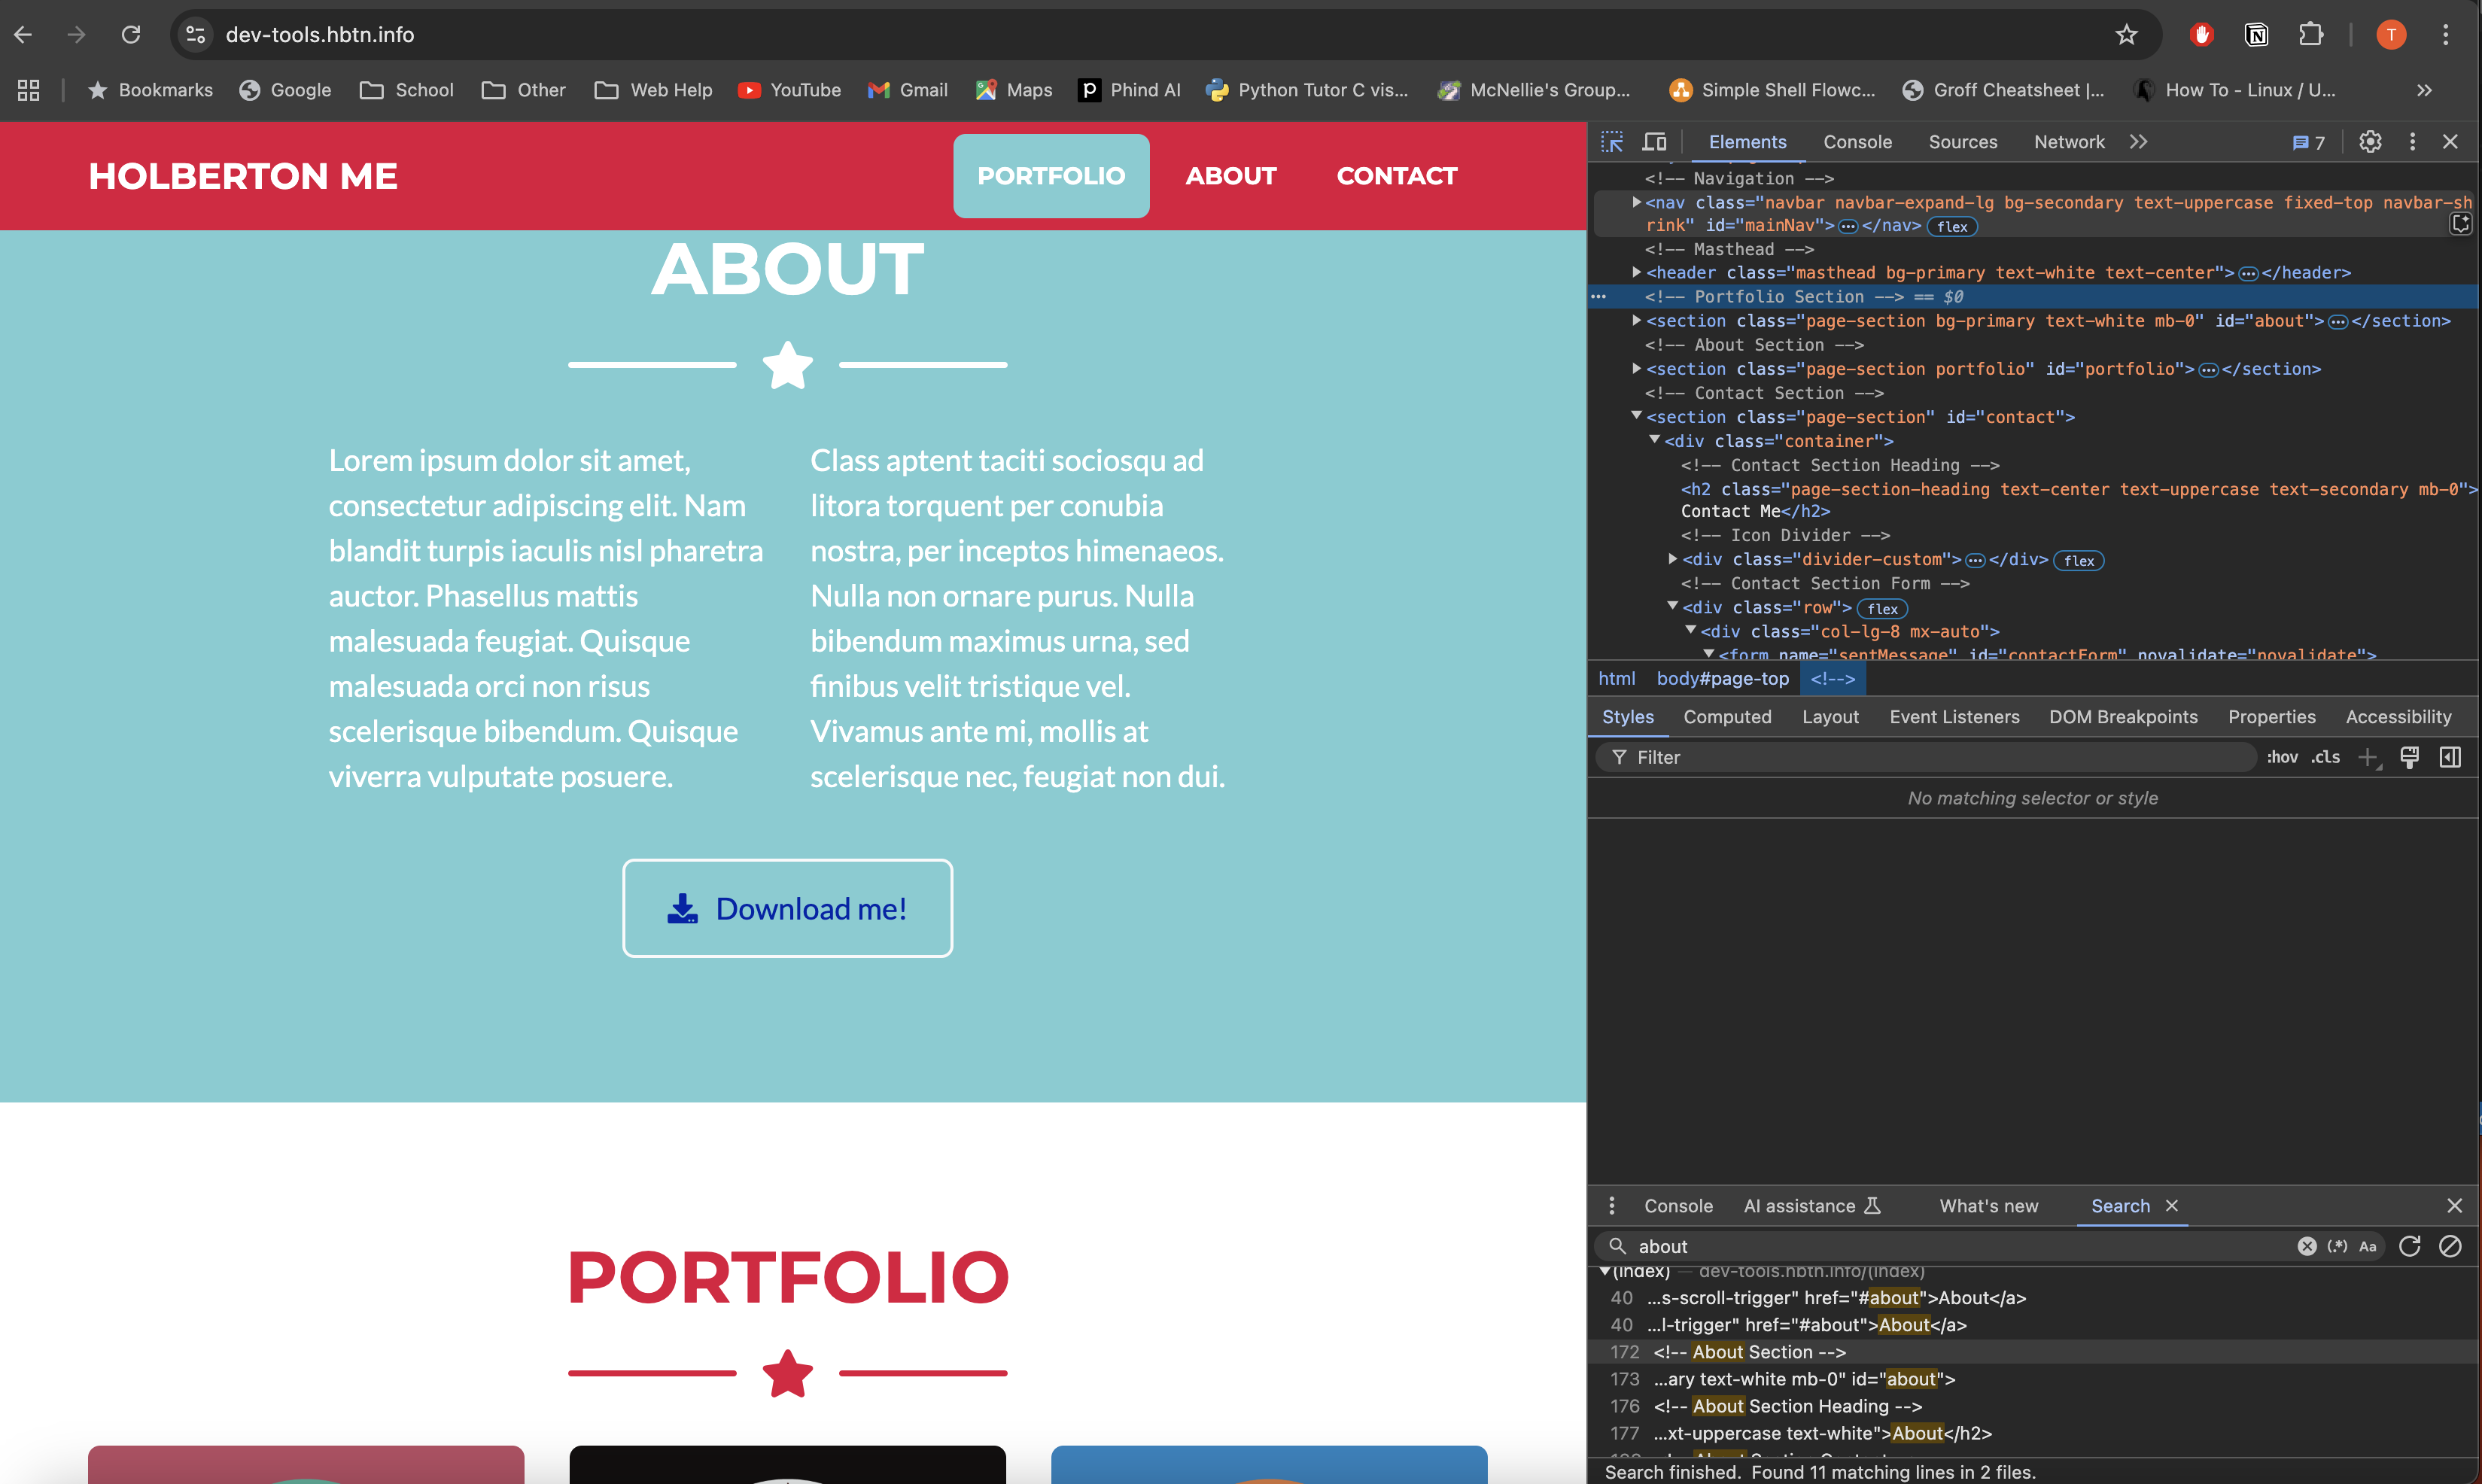 dev-tools.hbtn.info
T
Bookmarks Google School Other Web Help YouTube Gmail Maps Phind AI Python Tutor C vis... McNellie's Group... Simple Shell Flowc... Groff Cheatsheet |... How To - Linux / U... »
HOLBERTON ME PORTFOLIO ABOUT CONTACT
ABOUT
Lorem ipsum dolor sit amet,
consectetur adipiscing elit. Nam
blandit turpis iaculis nisl pharetra
auctor. Phasellus mattis
malesuada feugiat. Quisque
malesuada orci non risus
scelerisque bibendum. Quisque
viverra vulputate posuere.
Class aptent taciti sociosqu ad
litora torquent per conubia
nostra, per inceptos himenaeos.
Nulla non ornare purus. Nulla
bibendum maximus urna, sed
finibus velit tristique vel.
Vivamus ante mi, mollis at
scelerisque nec, feugiat non dui.
Download me!
PORTFOLIO
Elements Console Sources Network » 7
<!-- Navigation -->
<nav class="navbar navbar-expand-lg bg-secondary text-uppercase fixed-top navbar-sh
rink" id="mainNav">…</nav> flex
<!-- Masthead -->
<header class="masthead bg-primary text-white text-center">…</header>
… <!-- Portfolio Section --> == $0
<section class="page-section bg-primary text-white mb-0" id="about">…</section>
<!-- About Section -->
<section class="page-section portfolio" id="portfolio">…</section>
<!-- Contact Section -->
<section class="page-section" id="contact">
<div class="container">
<!-- Contact Section Heading -->
<h2 class="page-section-heading text-center text-uppercase text-secondary mb-0">
Contact Me</h2>
<!-- Icon Divider -->
<div class="divider-custom">…</div> flex
<!-- Contact Section Form -->
<div class="row"> flex
<div class="col-lg-8 mx-auto">
<form name="sentMessage" id="contactForm" novalidate="novalidate">
html body#page-top <!-->
Styles Computed Layout Event Listeners DOM Breakpoints Properties Accessibility
Filter :hov .cls
No matching selector or style
Console AI assistance What's new Search
about (.*) Aa
(index) — dev-tools.hbtn.info/(index)
40 ...s-scroll-trigger" href="#about">About</a>
40 ...l-trigger" href="#about">About</a>
172 <!-- About Section -->
173 ...ary text-white mb-0" id="about">
176 <!-- About Section Heading -->
177 ...xt-uppercase text-white">About</h2>
Search finished. Found 11 matching lines in 2 files.